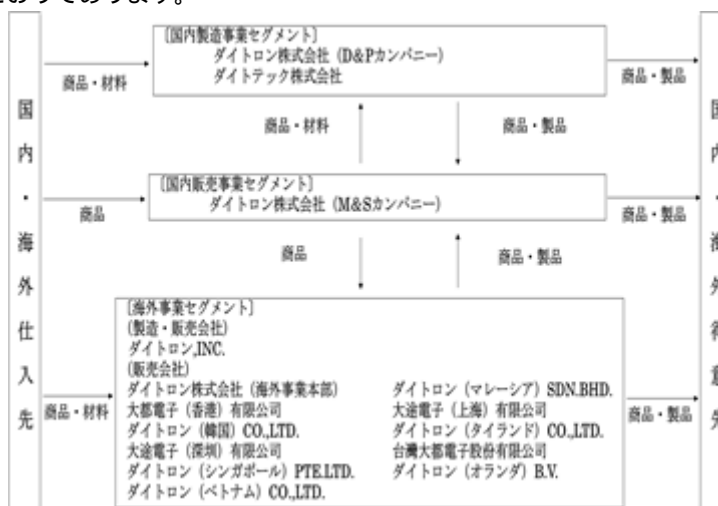 おりであります。
国内・海外仕入先
商品・材料
[国内製造事業セグメント]
ダイトロン株式会社(D&Pカンパニー)
ダイトテック株式会社
商品・製品
商品・材料
商品・製品
商品
[国内販売事業セグメント]
ダイトロン株式会社(M&Sカンパニー)
商品・製品
商品
商品・製品
商品・材料
[海外事業セグメント]
(製造・販売会社)
ダイトロン,INC.
(販売会社)
ダイトロン株式会社(海外事業本部)
大都電子(香港)有限公司
ダイトロン(韓国)CO.,LTD.
大途電子(深圳)有限公司
ダイトロン(シンガポール)PTE.LTD.
ダイトロン(ベトナム)CO.,LTD.
ダイトロン(マレーシア)SDN.BHD.
大途電子(上海)有限公司
ダイトロン(タイランド)CO.,LTD.
台灣大都電子股份有限公司
ダイトロン(オランダ)B.V.
商品・製品
国内・海外得意先